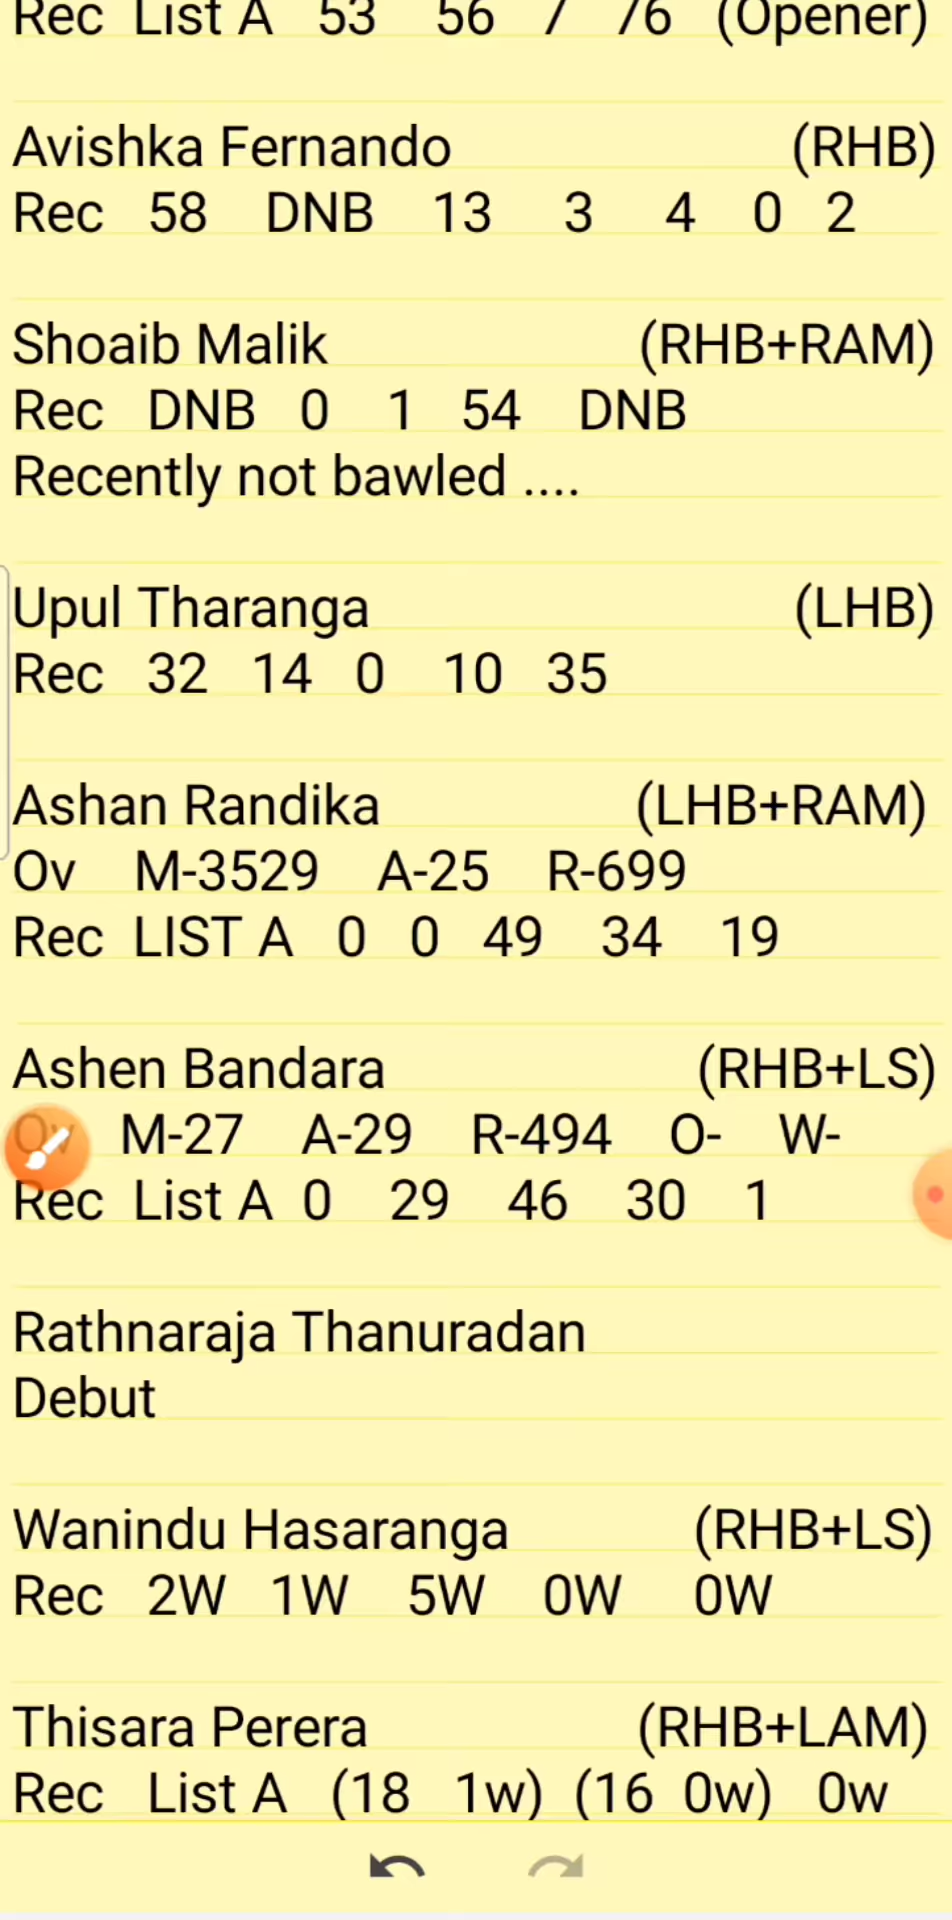 Rec List A 53 56 7 76 (Opener)
Avishka Fernando (RHB)
Rec 58 DNB 13 3 4 0 2
Shoaib Malik (RHB+RAM)
Rec DNB 0 1 54 DNB
Recently not bawled ....
Upul Tharanga (LHB)
Rec 32 14 0 10 35
Ashan Randika (LHB+RAM)
Ov M-3529 A-25 R-699
Rec LIST A 0 0 49 34 19
Ashen Bandara (RHB+LS)
Ov M-27 A-29 R-494 O- W-
Rec List A 0 29 46 30 1
Rathnaraja Thanuradan
Debut
Wanindu Hasaranga (RHB+LS)
Rec 2W 1W 5W 0W 0W
Thisara Perera (RHB+LAM)
Rec List A (18 1w) (16 0w) 0w